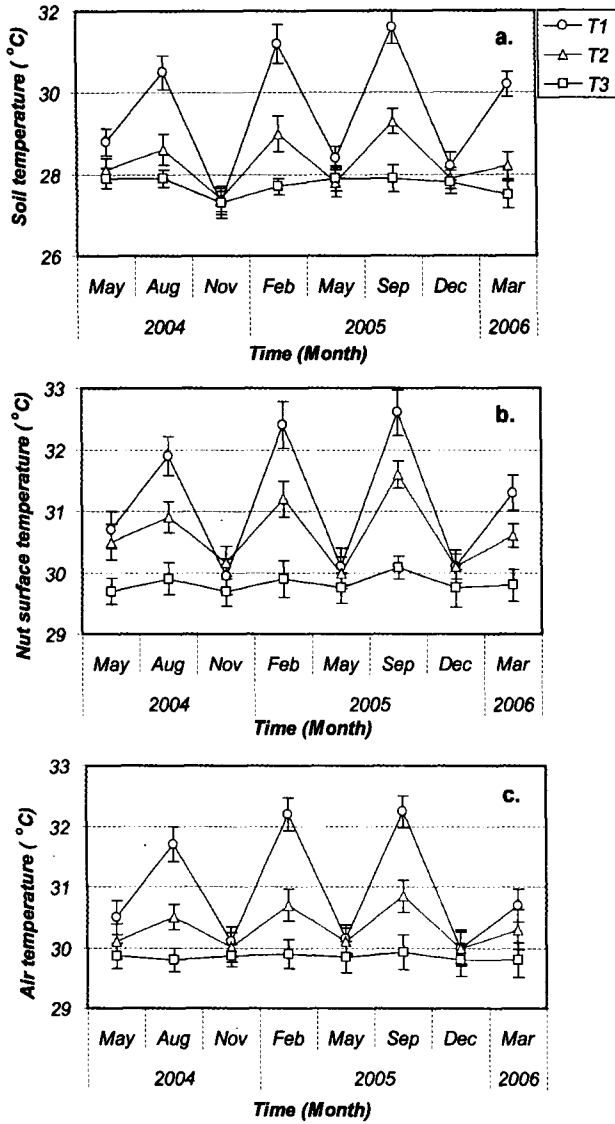 32
30
28
26
Soil temperature ( °C)
a.
T1
T2
T3
May Aug Nov Feb May Sep Dec Mar
2004 2005 2006
Time (Month)
33
32
31
30
29
Nut surface temperature ( °C)
b.
May Aug Nov Feb May Sep Dec Mar
2004 2005 2006
Time (Month)
33
32
31
30
29
Air temperature ( °C)
c.
May Aug Nov Feb May Sep Dec Mar
2004 2005 2006
Time (Month)